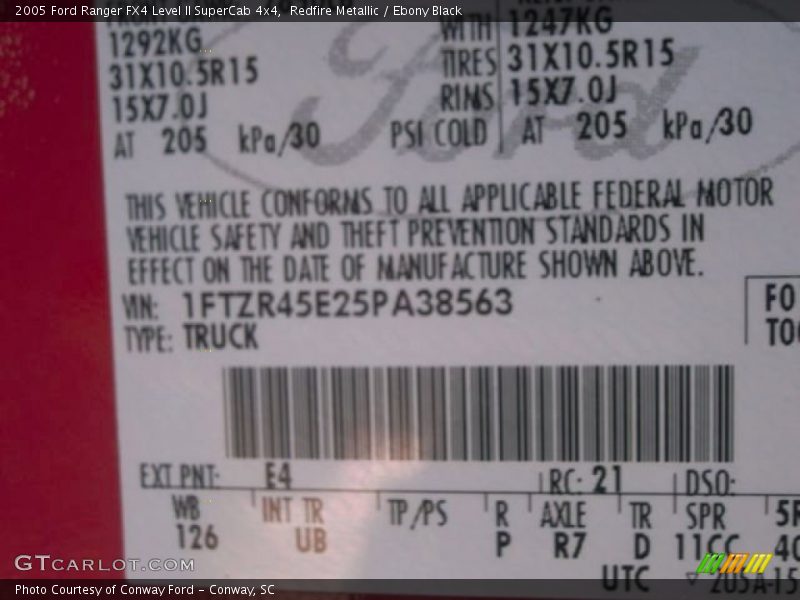 2005 Ford Ranger FX4 Level II SuperCab 4x4, Redfire Metallic / Ebony Black
1292KG WITH 1247KG
31X10.5R15 TIRES 31X10.5R15
15X7.0J RIMS 15X7.0J
AT 205 kPa/30 PSI COLD AT 205 kPa/30
Ford
THIS VEHICLE CONFORMS TO ALL APPLICABLE FEDERAL MOTOR
VEHICLE SAFETY AND THEFT PREVENTION STANDARDS IN
EFFECT ON THE DATE OF MANUFACTURE SHOWN ABOVE.
VIN: 1FTZR45E25PA38563
TYPE: TRUCK
EXT PNT: E4 RC: 21 DSO:
WB INT TR TP/PS R AXLE TR SPR
126 UB P R7 D 11CC
UTC
GTCARLOT.COM
Photo Courtesy of Conway Ford - Conway, SC